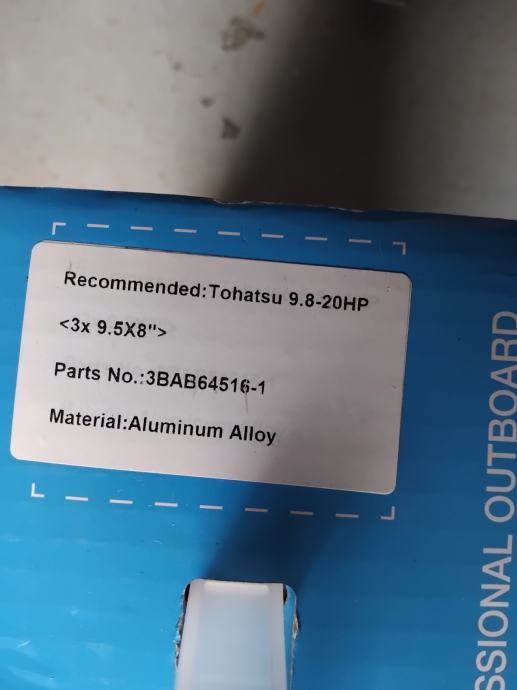 Recommended:Tohatsu 9.8-20HP
<3x 9.5X8">
Parts No.:3BAB64516-1
Material:Aluminum Alloy
SSIONAL OUTBOARD